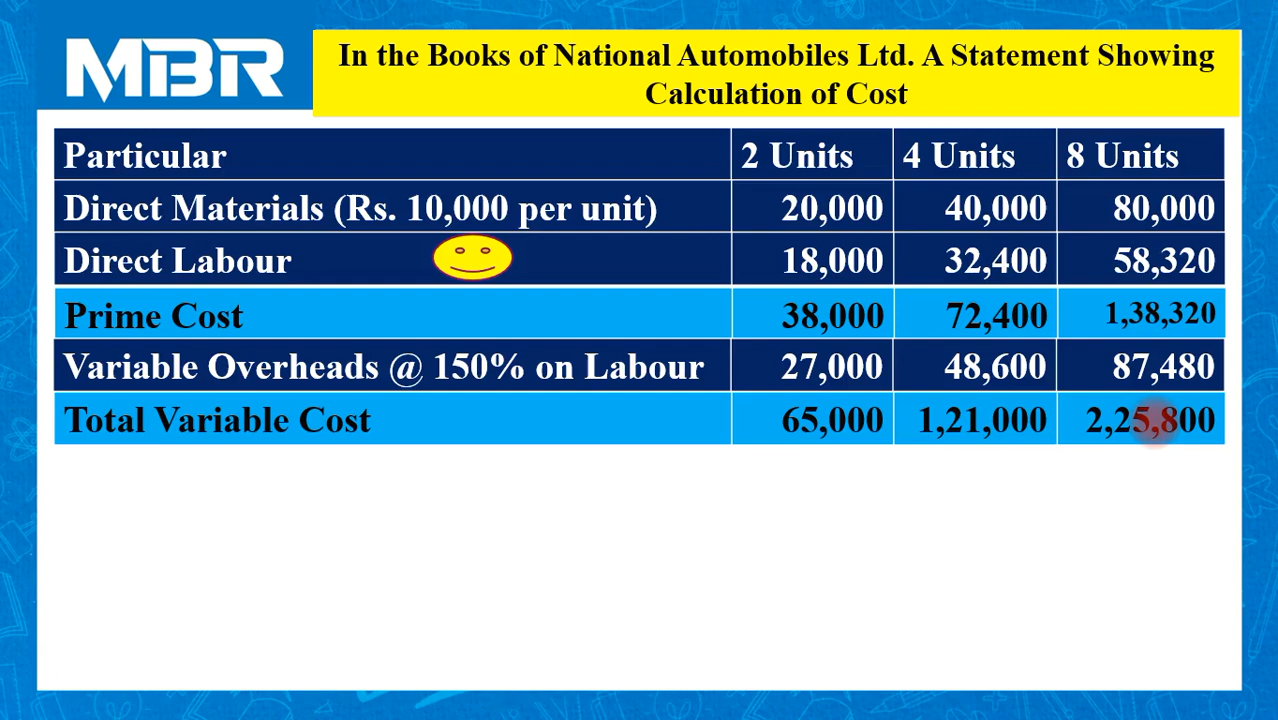 MBR
In the Books of National Automobiles Ltd. A Statement Showing
Calculation of Cost
Particular 2 Units 4 Units 8 Units
Direct Materials (Rs. 10,000 per unit) 20,000 40,000 80,000
Direct Labour 18,000 32,400 58,320
Prime Cost 38,000 72,400 1,38,320
Variable Overheads @ 150% on Labour 27,000 48,600 87,480
Total Variable Cost 65,000 1,21,000 2,25,800